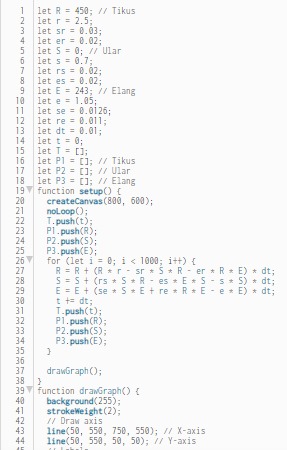 1 let R = 450; // Tikus
2 let r = 2.5;
3 let sr = 0.03;
4 let er = 0.02;
5 let S = 0; // Ular
6 let s = 0.7;
7 let rs = 0.02;
8 let es = 0.02;
9 let E = 243; // Elang
10 let e = 1.05;
11 let se = 0.0126;
12 let re = 0.011;
13 let dt = 0.01;
14 let t = 0;
15 let T = [];
16 let P1 = []; // Tikus
17 let P2 = []; // Ular
18 let P3 = []; // Elang
19 function setup() {
20 createCanvas(800, 600);
21 noLoop();
22 T.push(t);
23 P1.push(R);
24 P2.push(S);
25 P3.push(E);
26 for (let i = 0; i < 1000; i++) {
27 R = R + (R * r - sr * S * R - er * R * E) * dt;
28 S = S + (rs * S * R - es * E * S - s * S) * dt;
29 E = E + (se * S * E + re * R * E - e * E) * dt;
30 t += dt;
31 T.push(t);
32 P1.push(R);
33 P2.push(S);
34 P3.push(E);
35 }
36
37 drawGraph();
38 }
39 function drawGraph() {
40 background(255);
41 strokeWeight(2);
42 // Draw axis
43 line(50, 550, 750, 550); // X-axis
44 line(50, 550, 50, 50); // Y-axis